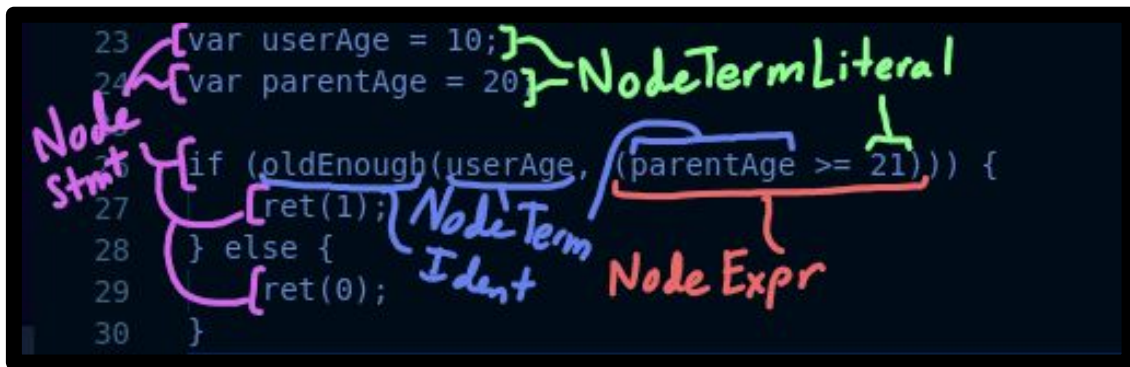 23 var userAge = 10;
24 var parentAge = 20;
NodeTermLiteral
Node
Stmt
26 if (oldEnough(userAge, (parentAge >= 21))) {
27 ret(1);
NodeTerm
Ident
28 } else {
NodeExpr
29 ret(0);
30 }